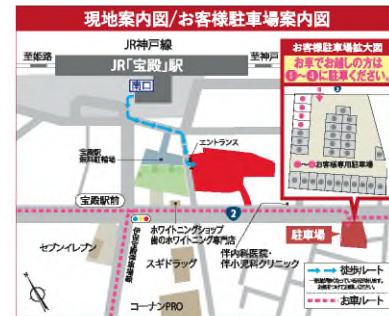 現地案内図/お客様駐車場案内図
JR神戸線
至姫路
JR「宝殿」駅
至神戸
南口
お客様駐車場拡大図
お車でお越しの方は
に駐車ください。
お客様専用駐車場
宝殿駅
無料駐輪場
エントランス
宝殿駅前
2
ホワイトニングショップ
歯のホワイトニング専門店
セブンイレブン
スギドラッグ
伴内科医院・
伴小児科クリニック
駐車場
コーナンPRO
徒歩ルート
お車ルート